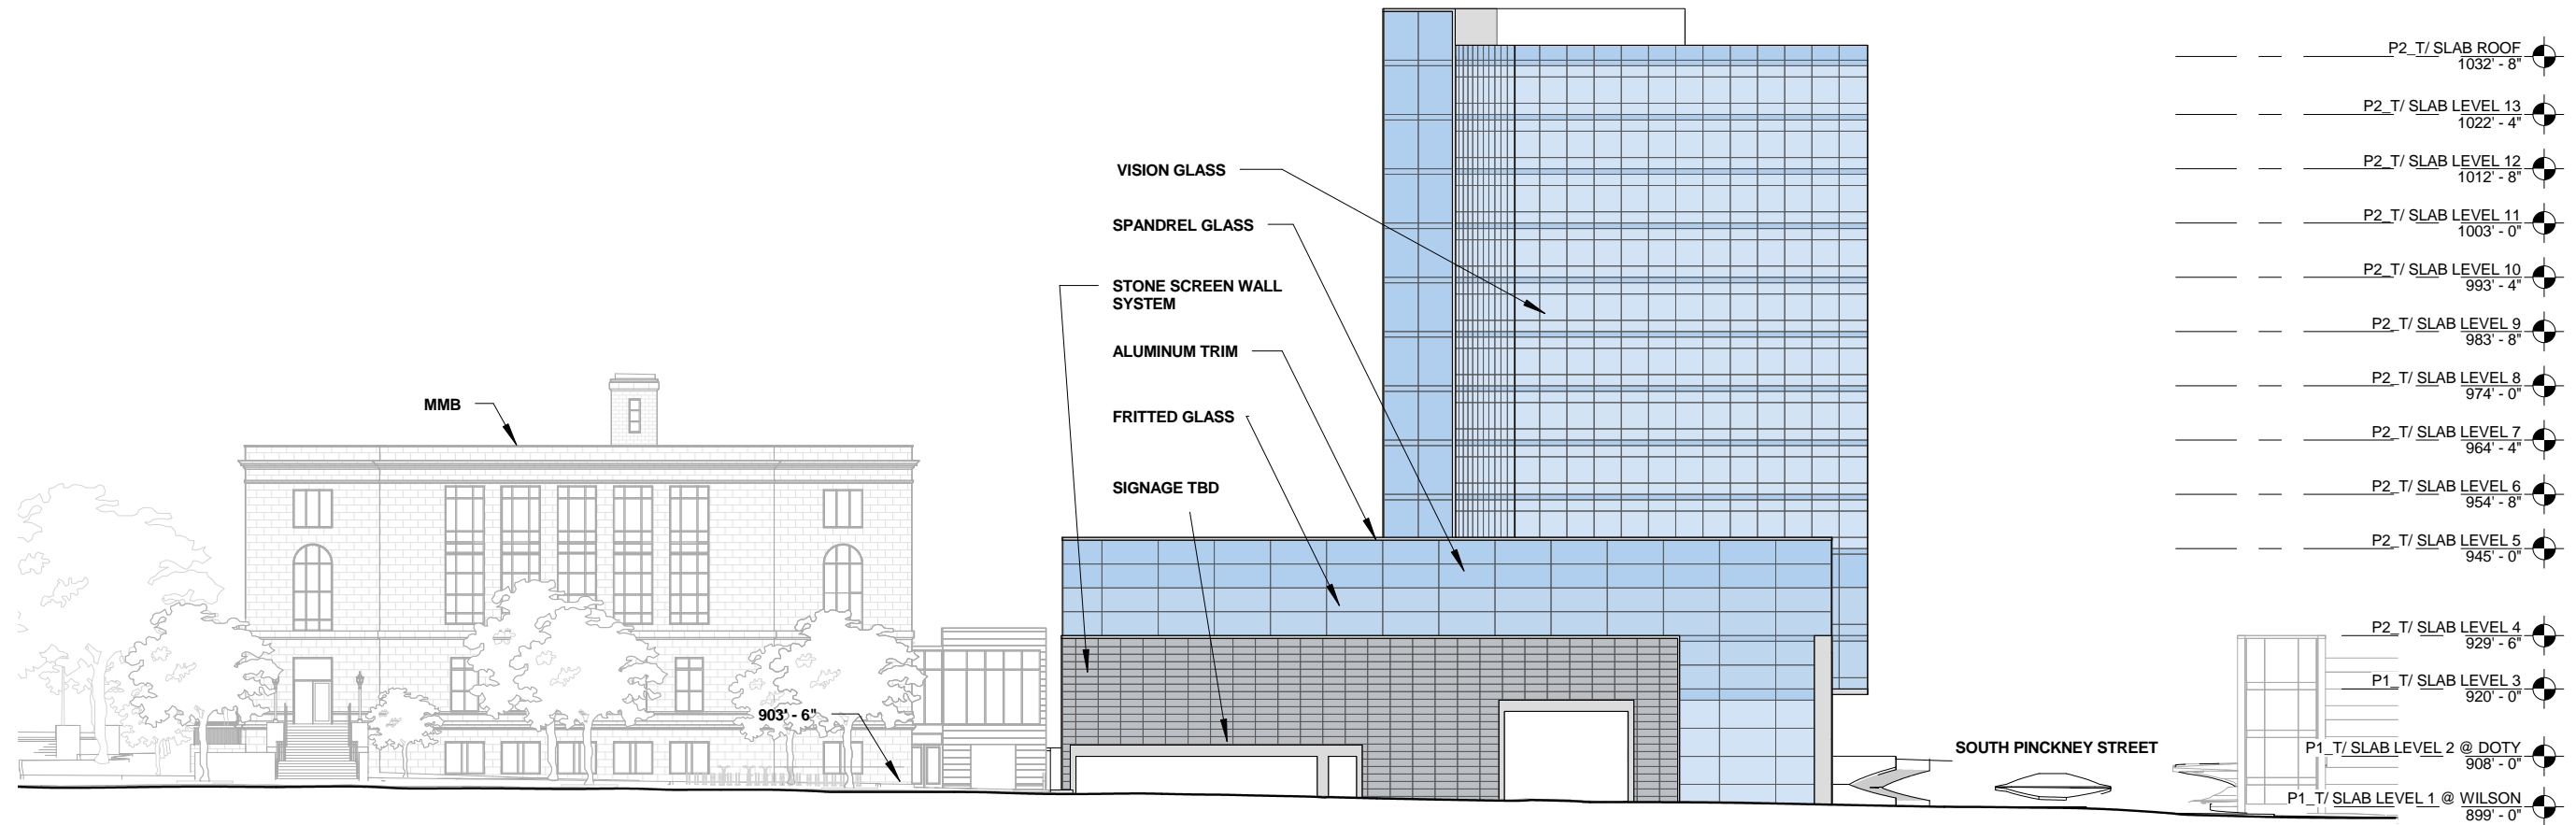 P2_T/ SLAB ROOF
1032' - 8"
P2_T/ SLAB LEVEL 13
1022' - 4"
P2_T/ SLAB LEVEL 12
1012' - 8"
P2_T/ SLAB LEVEL 11
1003' - 0"
P2_T/ SLAB LEVEL 10
993' - 4"
P2_T/ SLAB LEVEL 9
983' - 8"
P2_T/ SLAB LEVEL 8
974' - 0"
P2_T/ SLAB LEVEL 7
964' - 4"
P2_T/ SLAB LEVEL 6
954' - 8"
P2_T/ SLAB LEVEL 5
945' - 0"
P2_T/ SLAB LEVEL 4
929' - 6"
P1_T/ SLAB LEVEL 3
920' - 0"
P1_T/ SLAB LEVEL 2 @ DOTY
908' - 0"
P1_T/ SLAB LEVEL 1 @ WILSON
899' - 0"
VISION GLASS
SPANDREL GLASS
STONE SCREEN WALL
SYSTEM
ALUMINUM TRIM
FRITTED GLASS
SIGNAGE TBD
MMB
903' - 6"
SOUTH PINCKNEY STREET